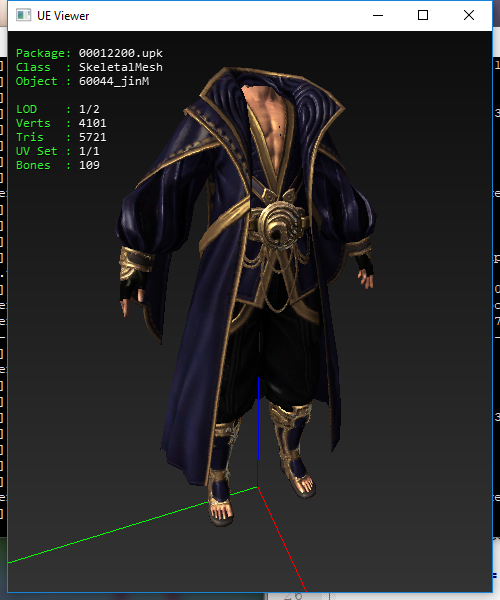 UE Viewer
Package: 00012200.upk
Class : SkeletalMesh
Object : 60044_jinM
LOD : 1/2
Verts : 4101
Tris : 5721
UV Set : 1/1
Bones : 109